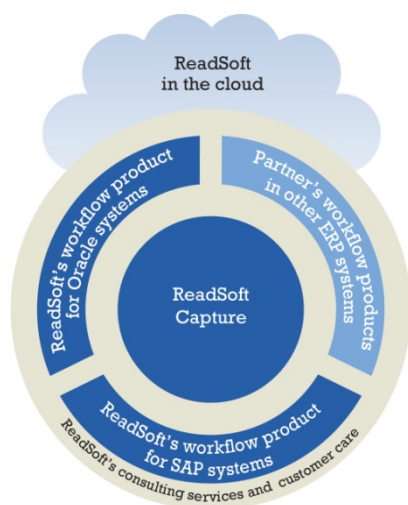 ReadSoft
in the cloud
ReadSoft's workflow product
for Oracle systems
Partner's workflow products
in other ERP systems
ReadSoft
Capture
ReadSoft's workflow product
for SAP systems
ReadSoft's consulting services and customer care